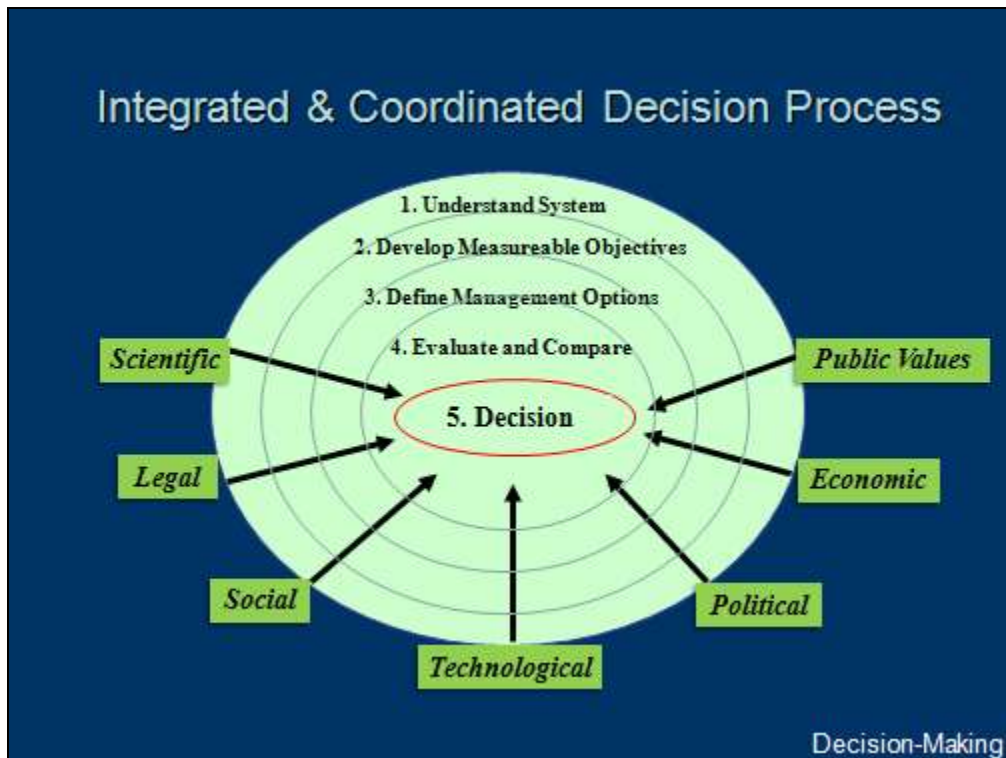 Integrated & Coordinated Decision Process
1. Understand System
2. Develop Measureable Objectives
3. Define Management Options
4. Evaluate and Compare
Scientific
Public Values
5. Decision
Legal
Economic
Social
Political
Technological
Decision-Making